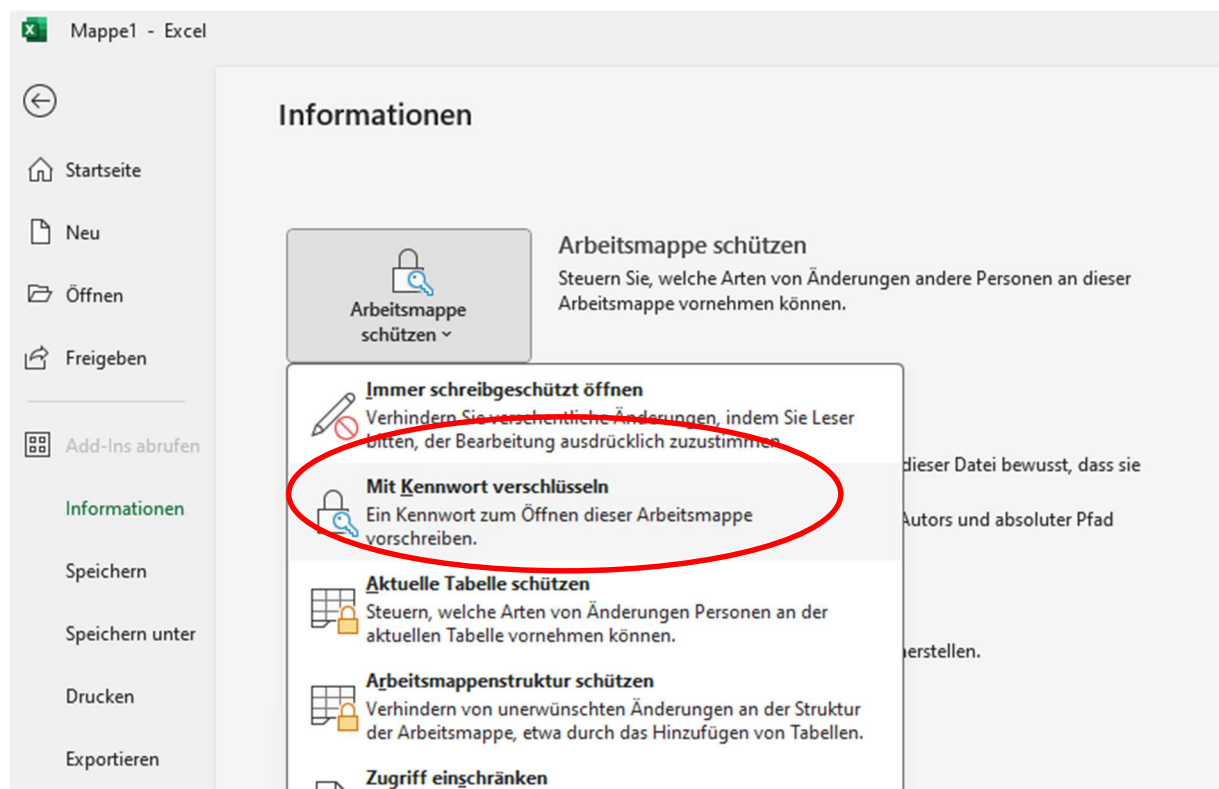 Mappe1 - Excel
Informationen
Startseite
Neu
Öffnen
Freigeben
Add-Ins abrufen
Informationen
Speichern
Speichern unter
Drucken
Exportieren
Arbeitsmappe
schützen
Arbeitsmappe schützen
Steuern Sie, welche Arten von Änderungen andere Personen an dieser
Arbeitsmappe vornehmen können.
Immer schreibgeschützt öffnen
Verhindern Sie versehentliche Änderungen, indem Sie Leser
bitten, der Bearbeitung ausdrücklich zuzustimmen.
Mit Kennwort verschlüsseln
Ein Kennwort zum Öffnen dieser Arbeitsmappe
vorschreiben.
Aktuelle Tabelle schützen
Steuern, welche Arten von Änderungen Personen an der
aktuellen Tabelle vornehmen können.
Arbeitsmappenstruktur schützen
Verhindern von unerwünschten Änderungen an der Struktur
der Arbeitsmappe, etwa durch das Hinzufügen von Tabellen.
Zugriff einschränken
dieser Datei bewusst, dass sie
Autors und absoluter Pfad
erstellen.